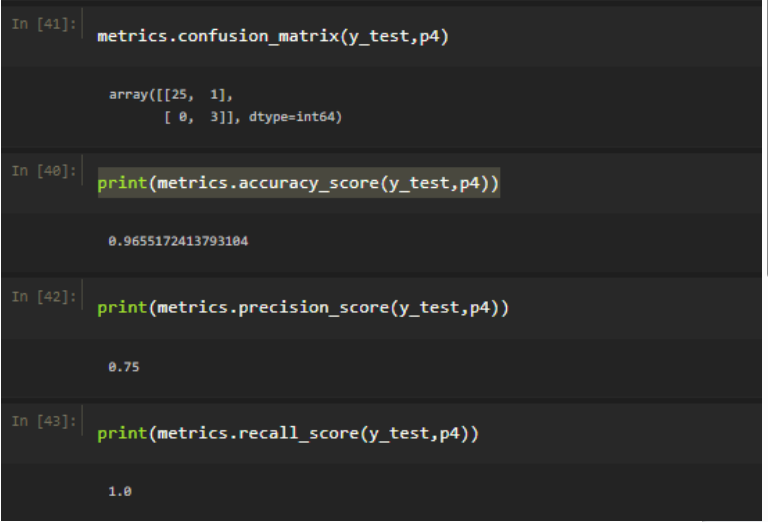 In [41]:
metrics.confusion_matrix(y_test,p4)
array([[25,  1],
       [ 0,  3]], dtype=int64)
In [40]:
print(metrics.accuracy_score(y_test,p4))
0.9655172413793104
In [42]:
print(metrics.precision_score(y_test,p4))
0.75
In [43]:
print(metrics.recall_score(y_test,p4))
1.0